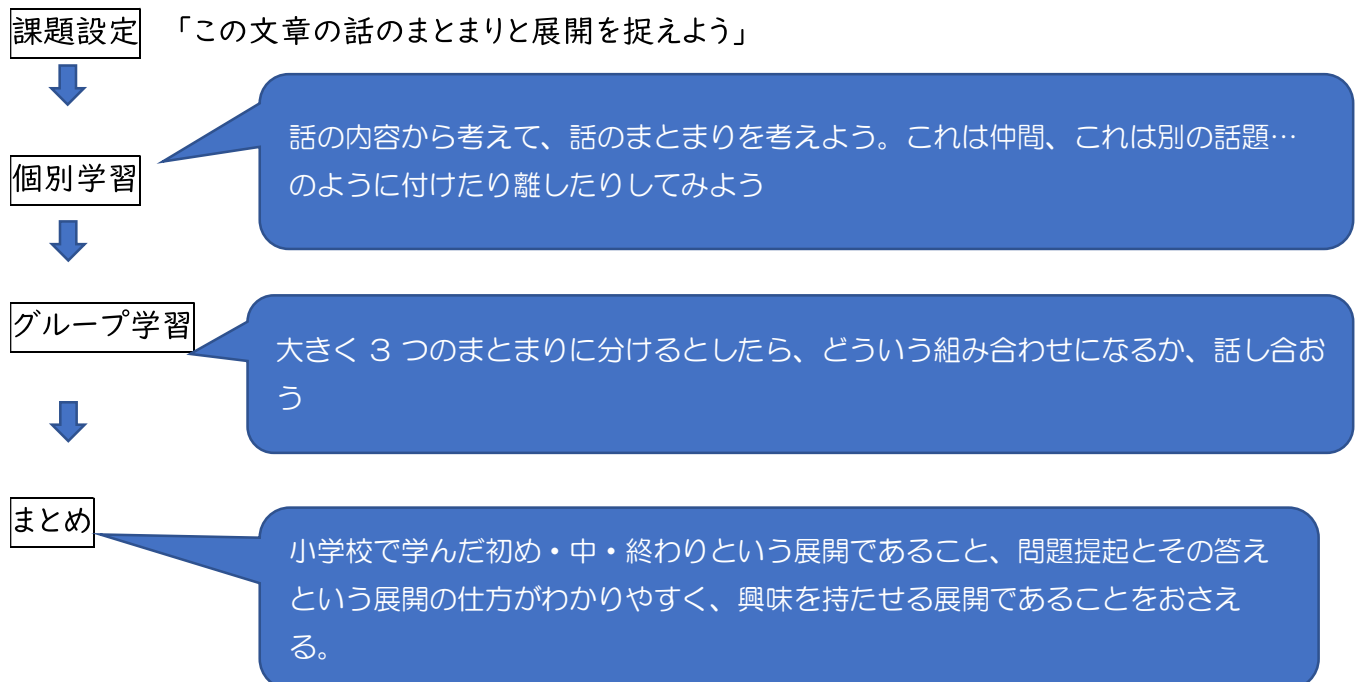 課題設定 「この文章の話のまとまりと展開を捉えよう」
話の内容から考えて、話のまとまりを考えよう。これは仲間、これは別の話題…
のように付けたり離したりしてみよう
個別学習
グループ学習
大きく 3 つのまとまりに分けるとしたら、どういう組み合わせになるか、話し合お
う
まとめ
小学校で学んだ初め・中・終わりという展開であること、問題提起とその答え
という展開の仕方がわかりやすく、興味を持たせる展開であることをおさえ
る。